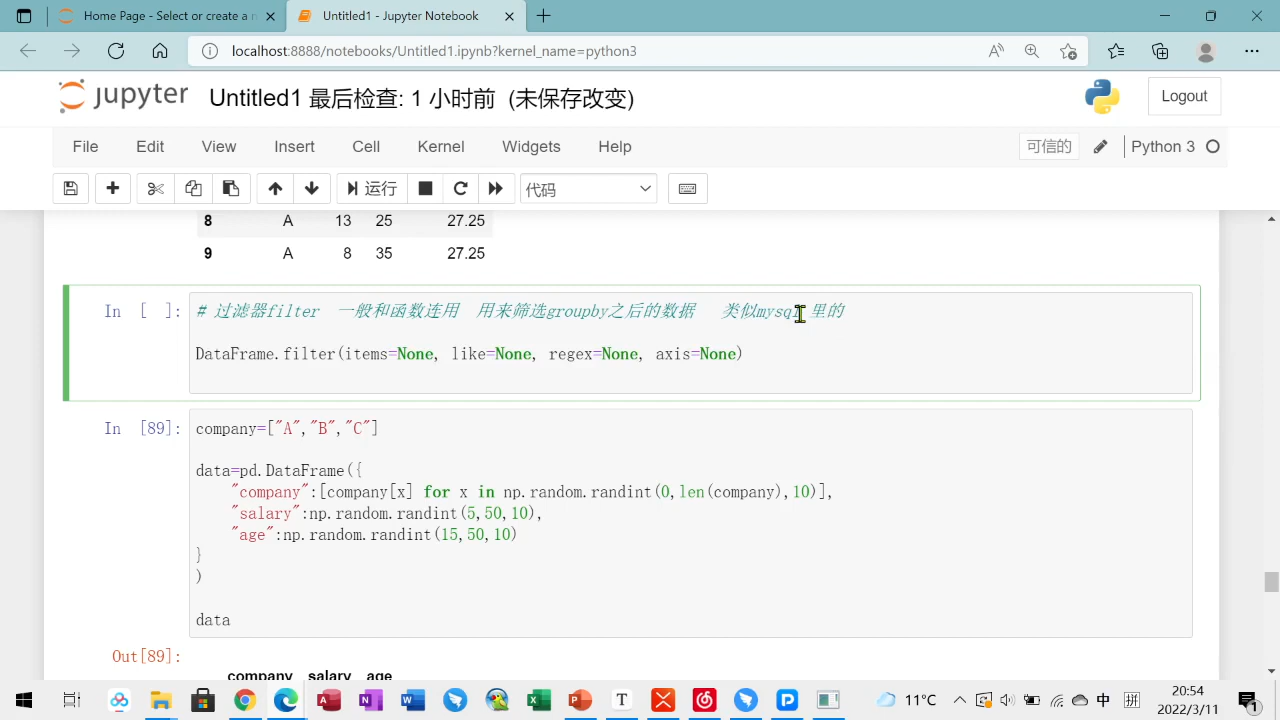 Home Page - Select or create a
Untitled1 - Jupyter Notebook
localhost:8888/notebooks/Untitled1.ipynb?kernel_name=python3
jupyter
Untitled1 最后检查: 1 小时前 (未保存改变)
Logout
File Edit View Insert Cell Kernel Widgets Help
可信的
Python 3
运行
代码
8 A 13 25 27.25
9 A 8 35 27.25
In [ ]:
# 过滤器filter 一般和函数连用 用来筛选groupby之后的数据 类似mysql 里的
DataFrame.filter(items=None, like=None, regex=None, axis=None)
In [89]:
company=["A","B","C"]
data=pd.DataFrame({
"company":[company[x] for x in np.random.randint(0,len(company),10)],
"salary":np.random.randint(5,50,10),
"age":np.random.randint(15,50,10)
}
)
data
Out[89]:
company salary age
11°C
中
拼
20:54
2022/3/11
1